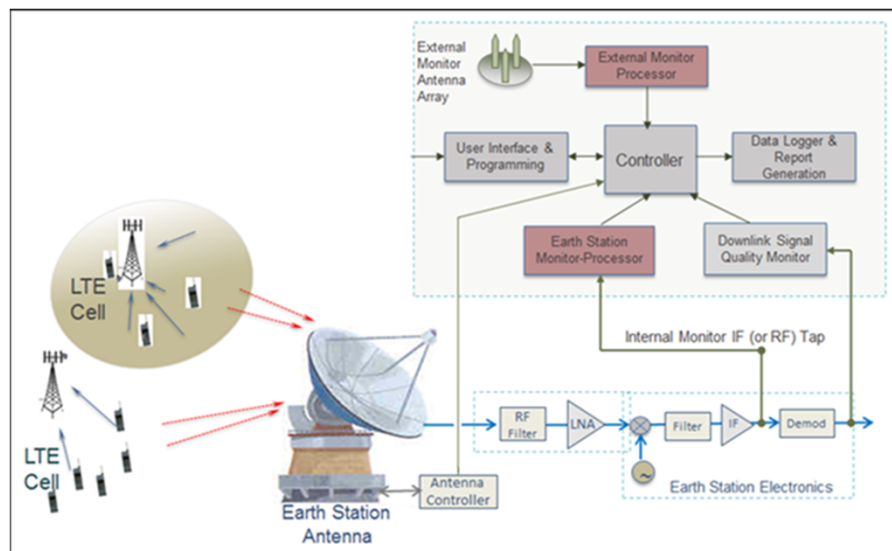 External
Monitor
Antenna
Array
External Monitor
Processor
User Interface &
Programming
Controller
Data Logger &
Report
Generation
Earth Station
Monitor-Processor
Downlink Signal
Quality Monitor
LTE
Cell
Internal Monitor IF (or RF) Tap
LTE
Cell
RF
Filter
LNA
Filter
IF
Demod
Antenna
Controller
Earth Station Electronics
Earth Station
Antenna